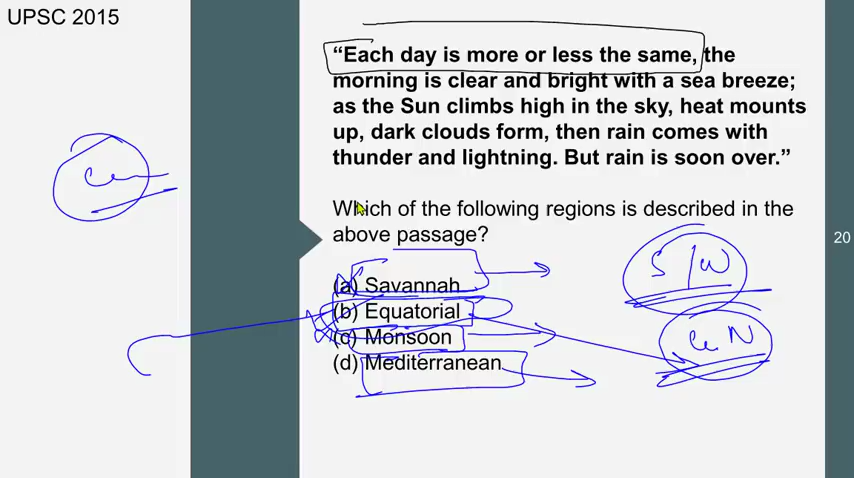 UPSC 2015
“Each day is more or less the same, the
morning is clear and bright with a sea breeze;
as the Sun climbs high in the sky, heat mounts
up, dark clouds form, then rain comes with
thunder and lightning. But rain is soon over.”
Which of the following regions is described in the
above passage?
20
(a) Savannah
(b) Equatorial
(c) Monsoon
(d) Mediterranean
S/W